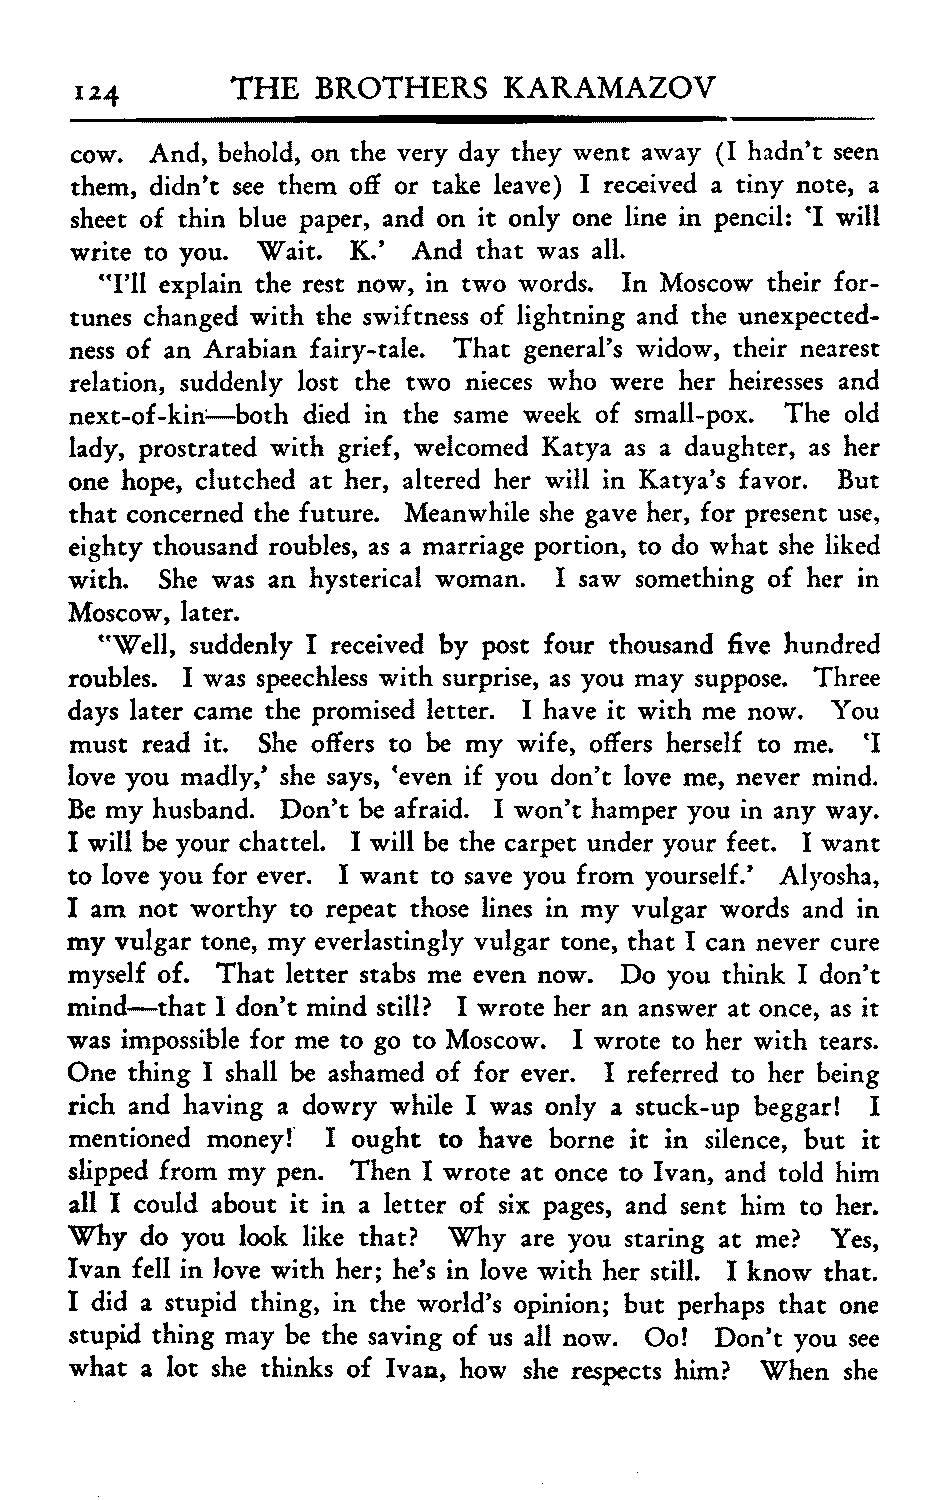 124 THE BROTHERS KARAMAZOV
cow. And, behold, on the very day they went away (I hadn't seen
them, didn't see them off or take leave) I received a tiny note, a
sheet of thin blue paper, and on it only one line in pencil: 'I will
write to you. Wait. K.' And that was all.
"I'll explain the rest now, in two words. In Moscow their for-
tunes changed with the swiftness of lightning and the unexpected-
ness of an Arabian fairy-tale. That general's widow, their nearest
relation, suddenly lost the two nieces who were her heiresses and
next-of-kin—both died in the same week of small-pox. The old
lady, prostrated with grief, welcomed Katya as a daughter, as her
one hope, clutched at her, altered her will in Katya's favor. But
that concerned the future. Meanwhile she gave her, for present use,
eighty thousand roubles, as a marriage portion, to do what she liked
with. She was an hysterical woman. I saw something of her in
Moscow, later.
"Well, suddenly I received by post four thousand five hundred
roubles. I was speechless with surprise, as you may suppose. Three
days later came the promised letter. I have it with me now. You
must read it. She offers to be my wife, offers herself to me. 'I
love you madly,' she says, 'even if you don't love me, never mind.
Be my husband. Don't be afraid. I won't hamper you in any way.
I will be your chattel. I will be the carpet under your feet. I want
to love you for ever. I want to save you from yourself.' Alyosha,
I am not worthy to repeat those lines in my vulgar words and in
my vulgar tone, my everlastingly vulgar tone, that I can never cure
myself of. That letter stabs me even now. Do you think I don't
mind—that I don't mind still? I wrote her an answer at once, as it
was impossible for me to go to Moscow. I wrote to her with tears.
One thing I shall be ashamed of for ever. I referred to her being
rich and having a dowry while I was only a stuck-up beggar! I
mentioned money! I ought to have borne it in silence, but it
slipped from my pen. Then I wrote at once to Ivan, and told him
all I could about it in a letter of six pages, and sent him to her.
Why do you look like that? Why are you staring at me? Yes,
Ivan fell in love with her; he's in love with her still. I know that.
I did a stupid thing, in the world's opinion; but perhaps that one
stupid thing may be the saving of us all now. Oo! Don't you see
what a lot she thinks of Ivan, how she respects him? When she